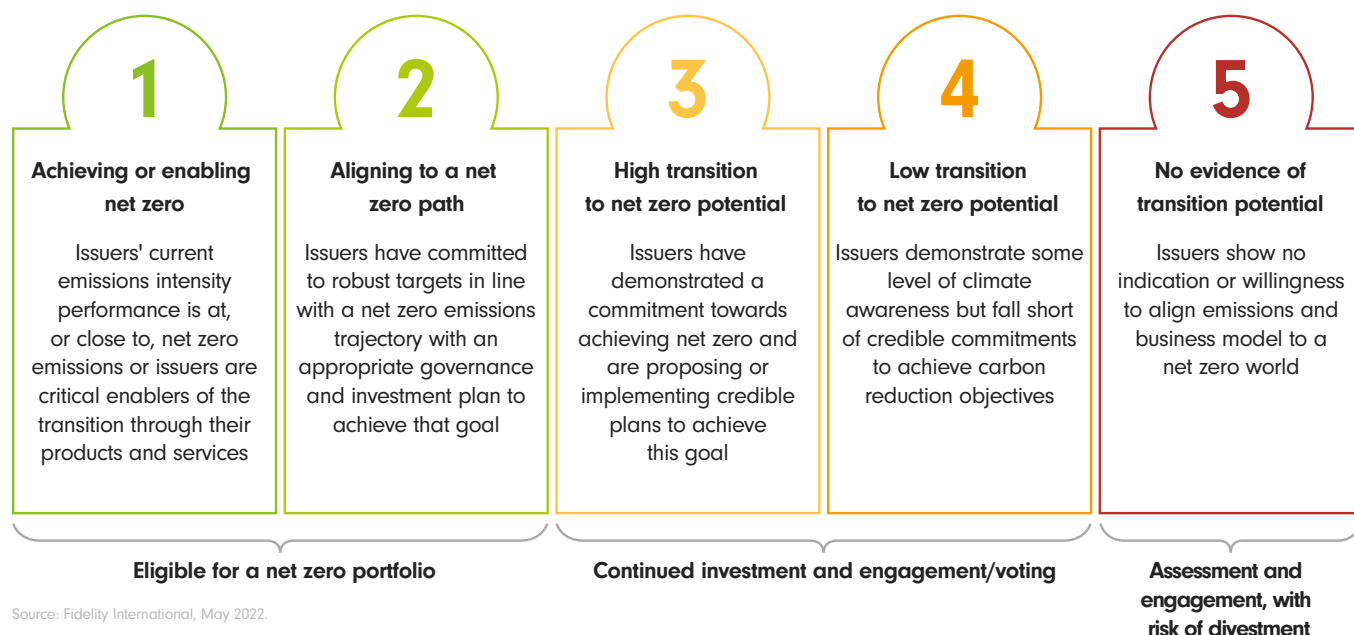 1
Achieving or enabling
net zero
Issuers' current
emissions intensity
performance is at,
or close to, net zero
emissions or issuers are
critical enablers of the
transition through their
products and services
2
Aligning to a net
zero path
Issuers have committed
to robust targets in line
with a net zero emissions
trajectory with an
appropriate governance
and investment plan to
achieve that goal
3
High transition
to net zero potential
Issuers have
demonstrated a
commitment towards
achieving net zero and
are proposing or
implementing credible
plans to achieve
this goal
4
Low transition
to net zero potential
Issuers demonstrate some
level of climate
awareness but fall short
of credible commitments
to achieve carbon
reduction objectives
5
No evidence of
transition potential
Issuers show no
indication or willingness
to align emissions and
business model to a
net zero world
Eligible for a net zero portfolio
Continued investment and engagement/voting
Assessment and
engagement, with
risk of divestment
Source: Fidelity International, May 2022.